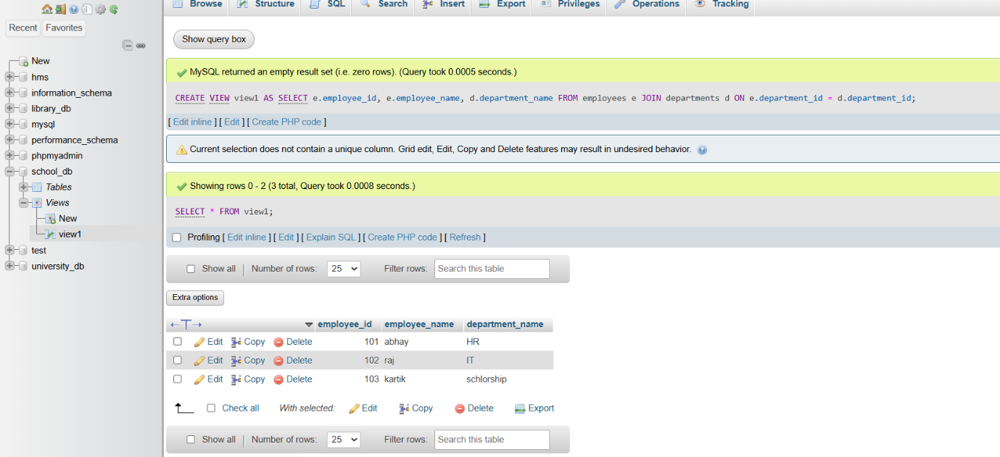 Browse Structure SQL Search Insert Export Privileges Operations Tracking
Recent Favorites
New
hms
information_schema
library_db
mysql
performance_schema
phpmyadmin
school_db
Tables
Views
New
view1
test
university_db
Show query box
MySQL returned an empty result set (i.e. zero rows). (Query took 0.0005 seconds.)
CREATE VIEW view1 AS SELECT e.employee_id, e.employee_name, d.department_name FROM employees e JOIN departments d ON e.department_id = d.department_id;
[ Edit inline ] [ Edit ] [ Create PHP code ]
Current selection does not contain a unique column. Grid edit, Edit, Copy and Delete features may result in undesired behavior.
Showing rows 0 - 2 (3 total, Query took 0.0008 seconds.)
SELECT * FROM view1;
Profiling [ Edit inline ] [ Edit ] [ Explain SQL ] [ Create PHP code ] [ Refresh ]
Show all | Number of rows: 25 Filter rows: Search this table
Extra options
employee_id employee_name department_name
Edit Copy Delete 101 abhay HR
Edit Copy Delete 102 raj IT
Edit Copy Delete 103 kartik schlorship
Check all With selected: Edit Copy Delete Export
Show all | Number of rows: 25 Filter rows: Search this table